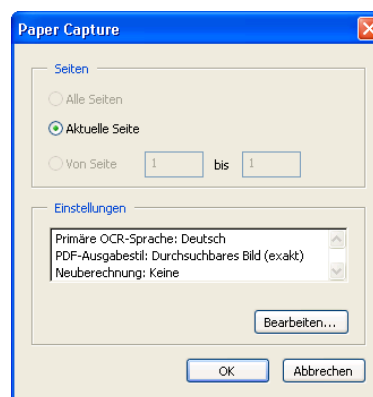 Paper Capture
Seiten
Alle Seiten
Aktuelle Seite
Von Seite 1 bis 1
Einstellungen
Primäre OCR-Sprache: Deutsch
PDF-Ausgabestil: Durchsuchbares Bild (exakt)
Neuberechnung: Keine
Bearbeiten...
OK Abbrechen